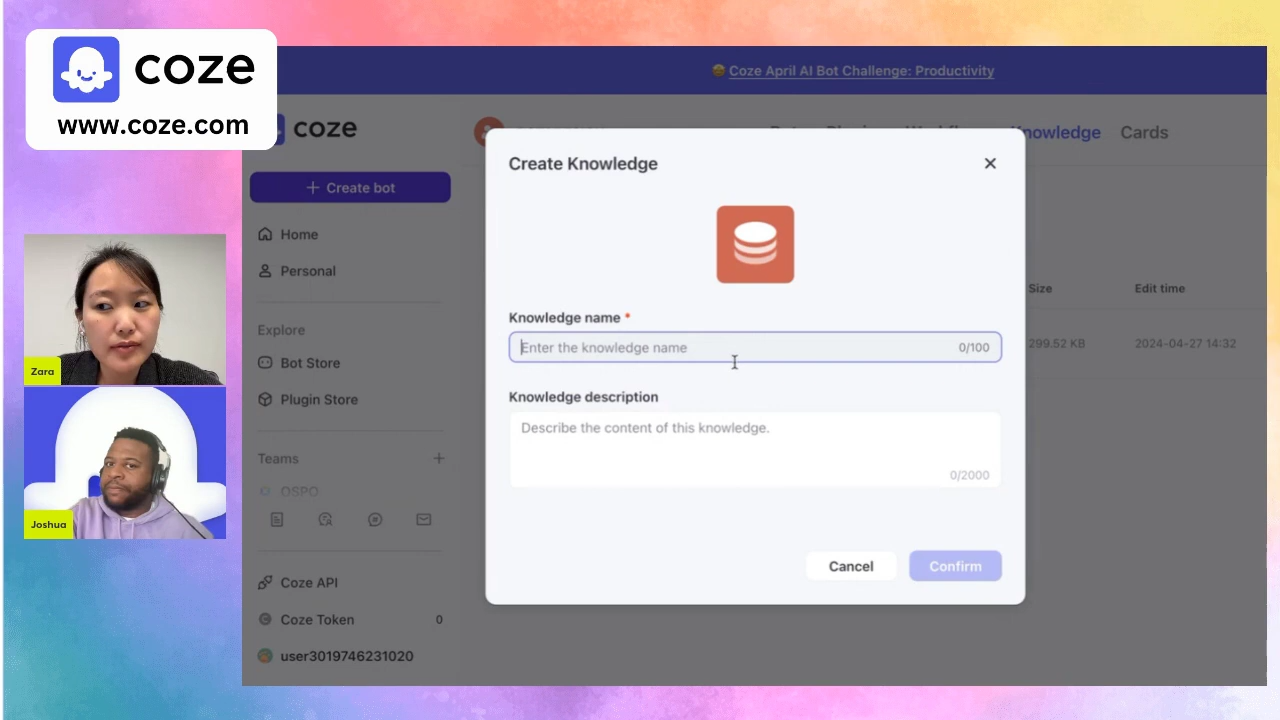 coze
www.coze.com
Coze April AI Bot Challenge: Productivity
coze
Knowledge
Cards
Create Knowledge
Create bot
Home
Personal
Knowledge name *
Size
Edit time
Enter the knowledge name
0/100
299.52 KB
2024-04-27 14:32
Explore
Bot Store
Plugin Store
Knowledge description
Describe the content of this knowledge.
0/2000
Teams
OSPO
Zara
Joshua
Cancel
Confirm
Coze API
Coze Token
0
user3019746231020